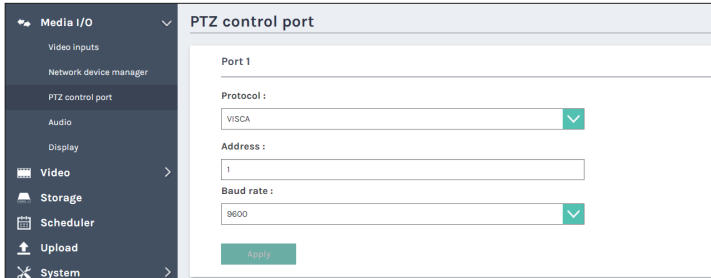 Media I/O
Video inputs
Network device manager
PTZ control port
Audio
Display
Video
Storage
Scheduler
Upload
System
PTZ control port
Port 1
Protocol :
VISCA
Address :
1
Baud rate :
9600
Apply